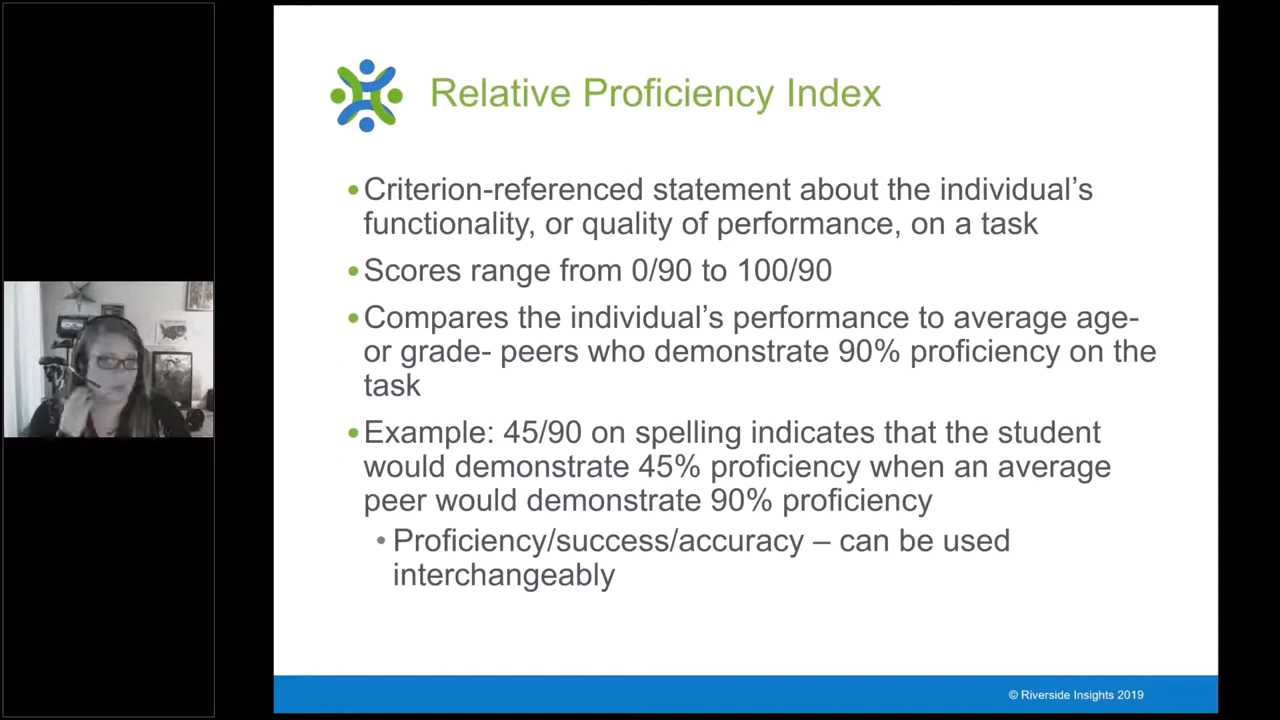 Relative Proficiency Index
•Criterion-referenced statement about the individual’s
functionality, or quality of performance, on a task
•Scores range from 0/90 to 100/90
•Compares the individual’s performance to average age-
or grade- peers who demonstrate 90% proficiency on the
task
•Example: 45/90 on spelling indicates that the student
would demonstrate 45% proficiency when an average
peer would demonstrate 90% proficiency
•Proficiency/success/accuracy – can be used
interchangeably
© Riverside Insights 2019